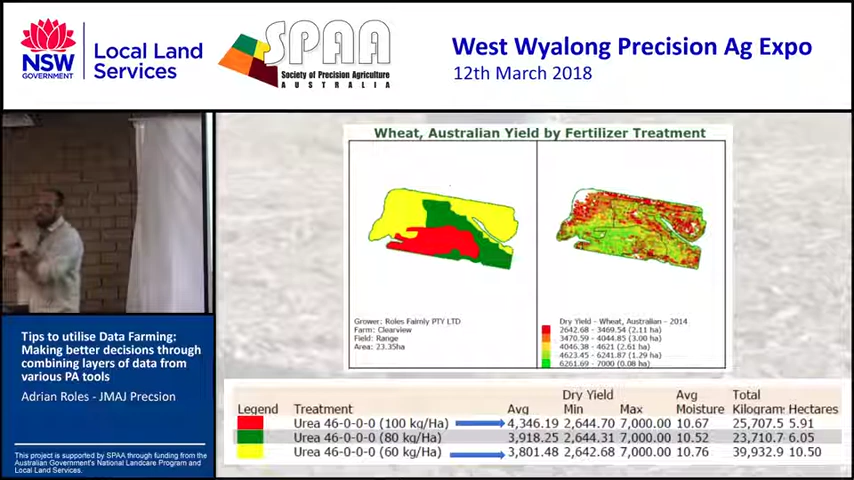 NSW
GOVERNMENT
Local Land
Services
SPAA
Society of Precision Agriculture
AUSTRALIA
West Wyalong Precision Ag Expo
12th March 2018
Wheat, Australian Yield by Fertilizer Treatment
Grower: Roles Faimly PTY LTD
Farm: Clearview
Field: Range
Area: 23.35ha
Dry Yield - Wheat, Australian - 2014
2642.68 - 3469.54 (2.11 ha)
3470.59 - 4044.85 (3.00 ha)
4046.38 - 4621 (2.61 ha)
4623.45 - 6241.87 (1.29 ha)
6261.69 - 7000 (0.08 ha)
Tips to utilise Data Farming:
Making better decisions through
combining layers of data from
various PA tools
Adrian Roles - JMAJ Precsion
This project is supported by SPAA through funding from the
Australian Government's National Landcare Program and
Local Land Services.
Dry Yield Avg Total
Legend Treatment Avg Min Max Moisture Kilograms Hectares
Urea 46-0-0-0 (100 kg/Ha) 4,346.19 2,644.70 7,000.00 10.67 25,707.5 5.91
Urea 46-0-0-0 (80 kg/Ha) 3,918.25 2,644.31 7,000.00 10.52 23,710.7 6.05
Urea 46-0-0-0 (60 kg/Ha) 3,801.48 2,642.68 7,000.00 10.76 39,932.9 10.50